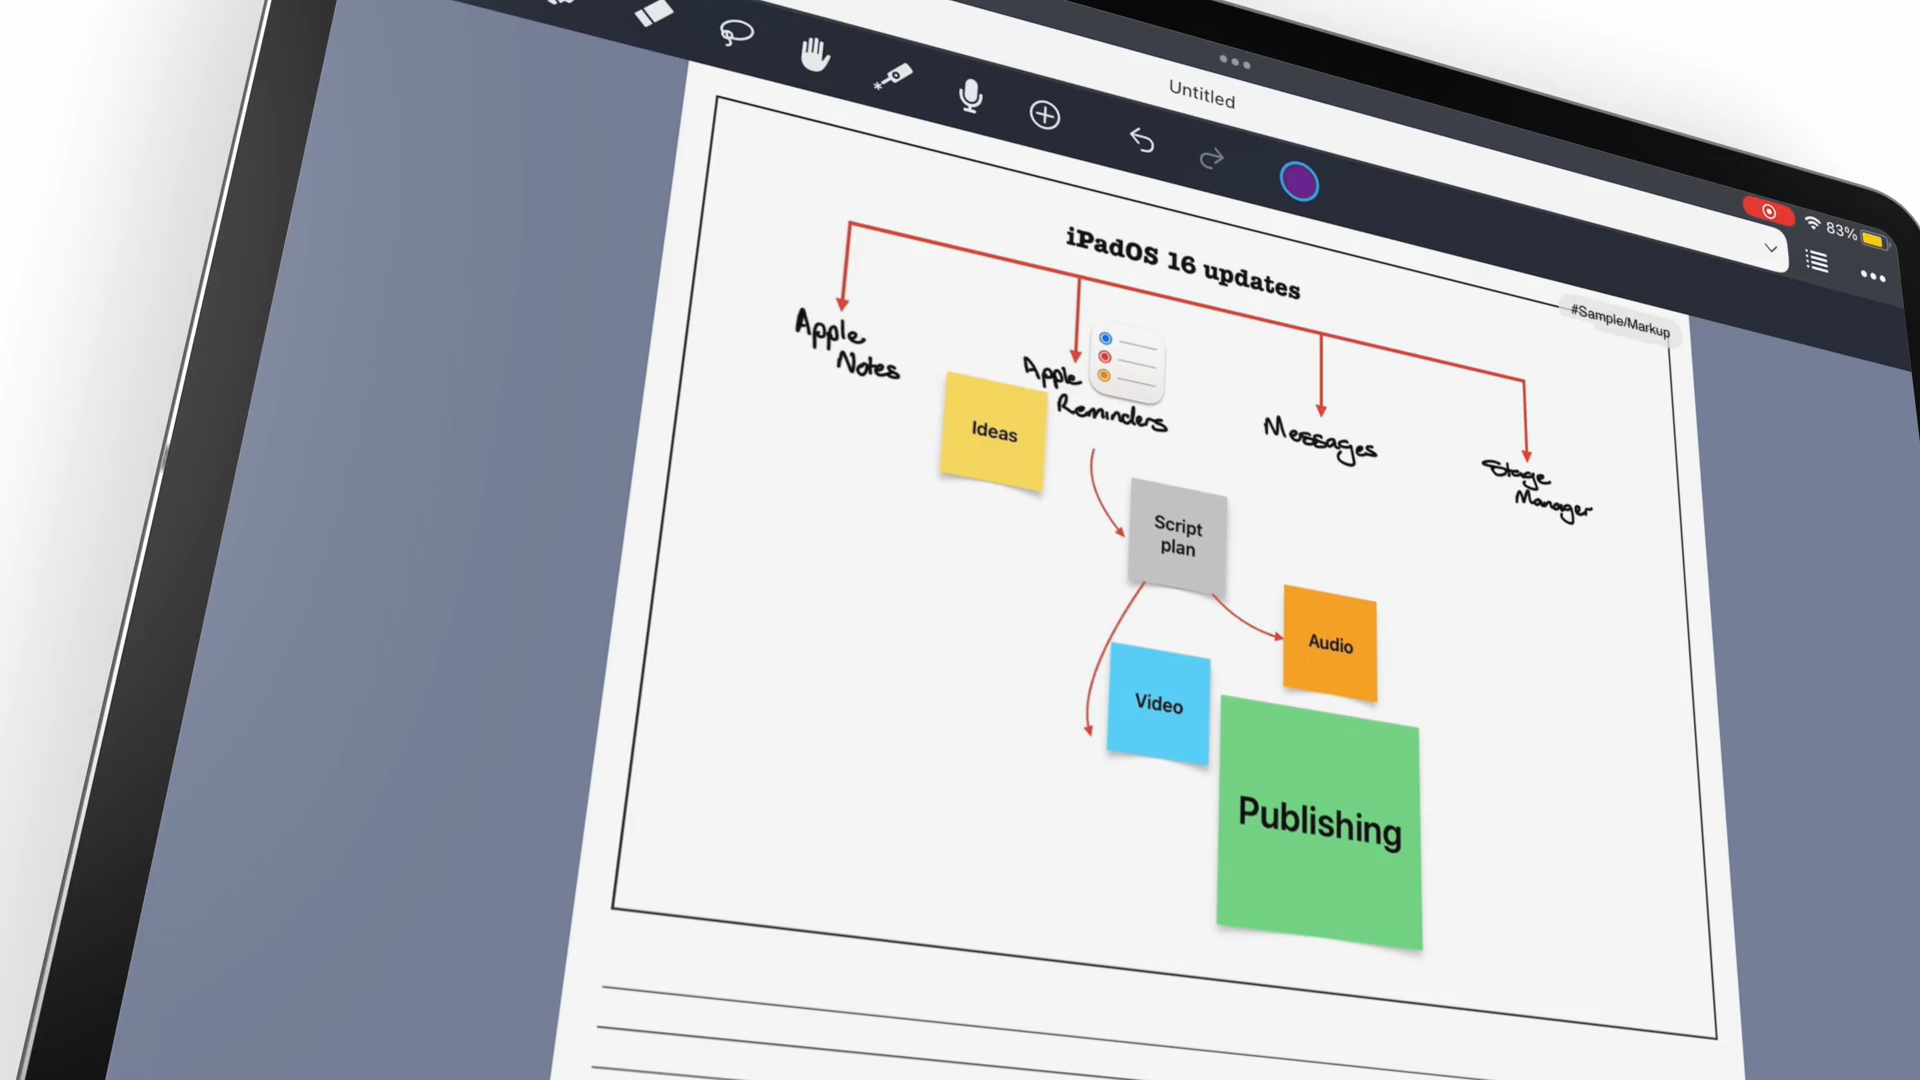 Untitled
83%
#Sample/Markup
iPadOS 16 updates
Apple
Notes
Apple
Reminders
Messages
Stage
Manager
Ideas
Script
plan
Audio
Video
Publishing